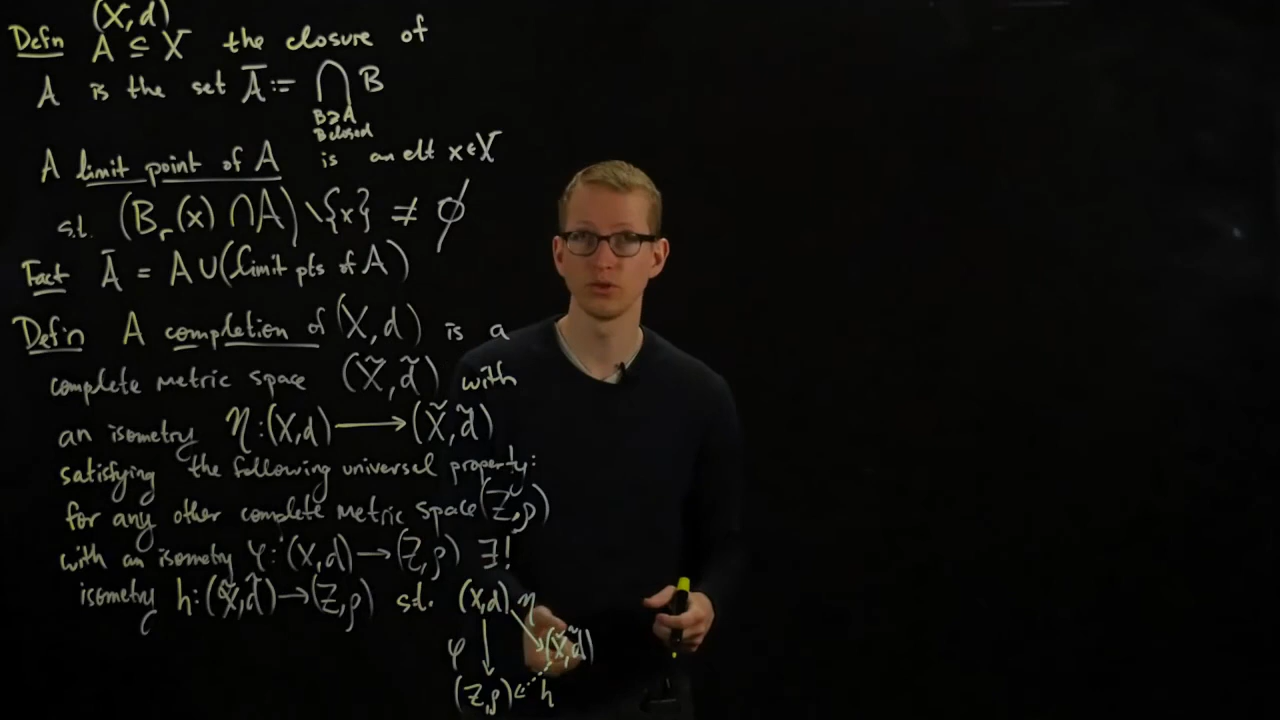 Defn (X,d)
A ⊆ X the closure of
A is the set Ā := ⋂ B
B⊇A
B closed
A limit point of A is an elt x∈X
s.t. (Bᵣ(x) ∩ A) \ {x} ≠ ∅
Fact Ā = A ∪ (limit pts of A)
Def'n A completion of (X,d) is a
complete metric space (X̃,d̃) with
an isometry η:(X,d)⟶(X̃,d̃)
satisfying the following universal property:
for any other complete metric space (Z,ρ)
with an isometry φ:(X,d)→(Z,ρ) ∃!
isometry h:(X̃,d̃)→(Z,ρ) s.t. (X,d) η
φ (X̃,d̃)
(Z,ρ) h